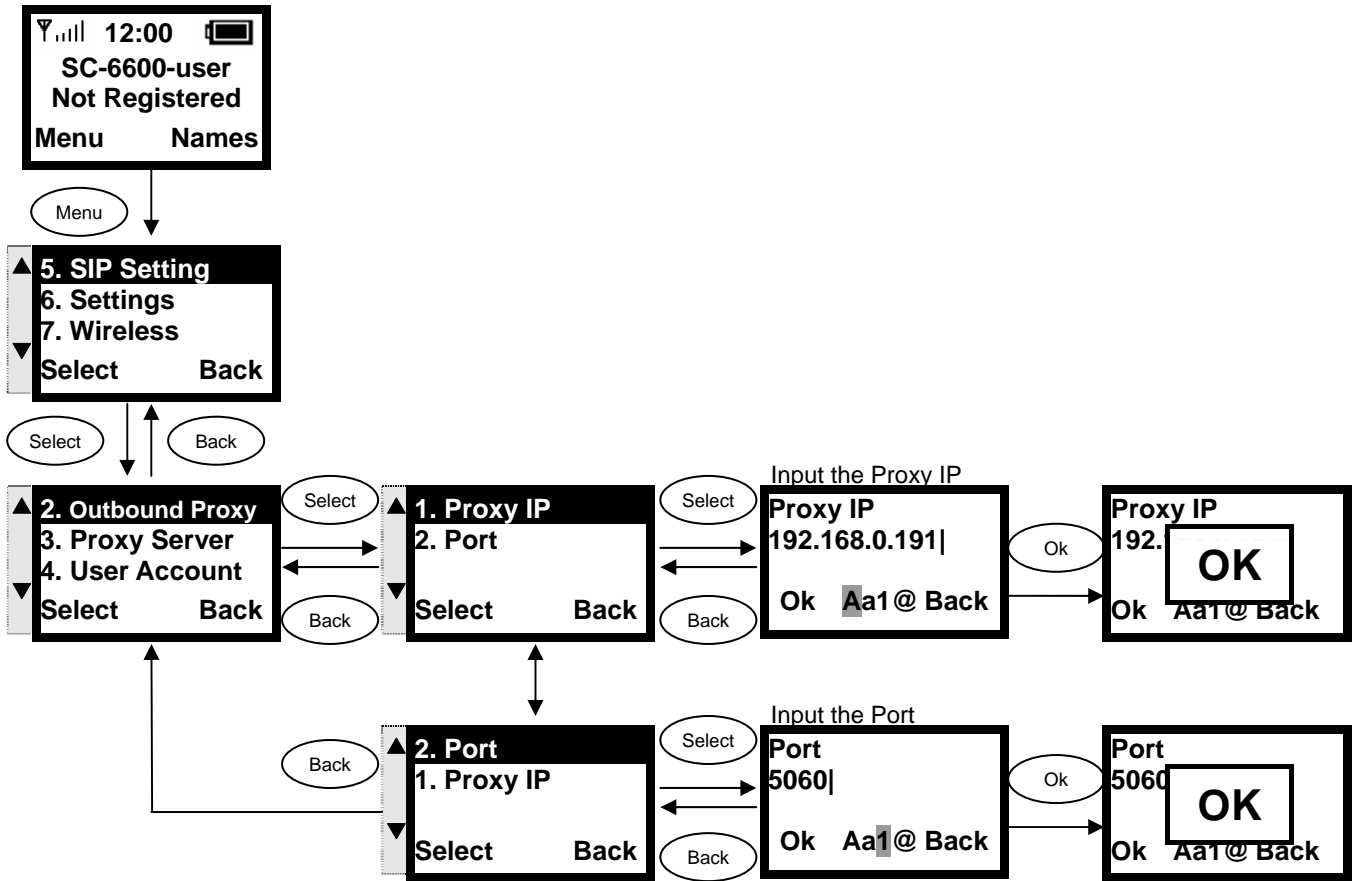 12:00
SC-6600-user
Not Registered
Menu Names
Menu
5. SIP Setting
6. Settings
7. Wireless
Select Back
Select
Back
2. Outbound Proxy
3. Proxy Server
4. User Account
Select Back
Select
Back
1. Proxy IP
2. Port
Select Back
Select
Back
Input the Proxy IP
Proxy IP
192.168.0.191|
Ok Aa1@ Back
Ok
Proxy IP
192.
OK
Ok Aa1@ Back
Back
2. Port
1. Proxy IP
Select Back
Select
Back
Input the Port
Port
5060|
Ok Aa1@ Back
Ok
Port
5060
OK
Ok Aa1@ Back